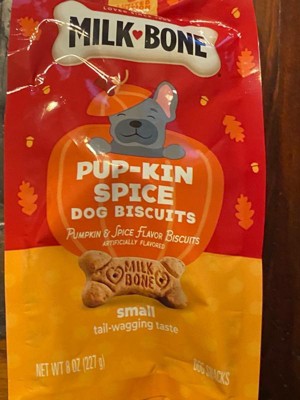 MILK-BONE
PUP-KIN
SPICE
DOG BISCUITS
PUMPKIN & SPICE FLAVOR BISCUITS
ARTIFICIALLY FLAVORED
MILK
BONE
small
tail-wagging taste
NET WT 8 OZ (227 g)
DOG SNACKS